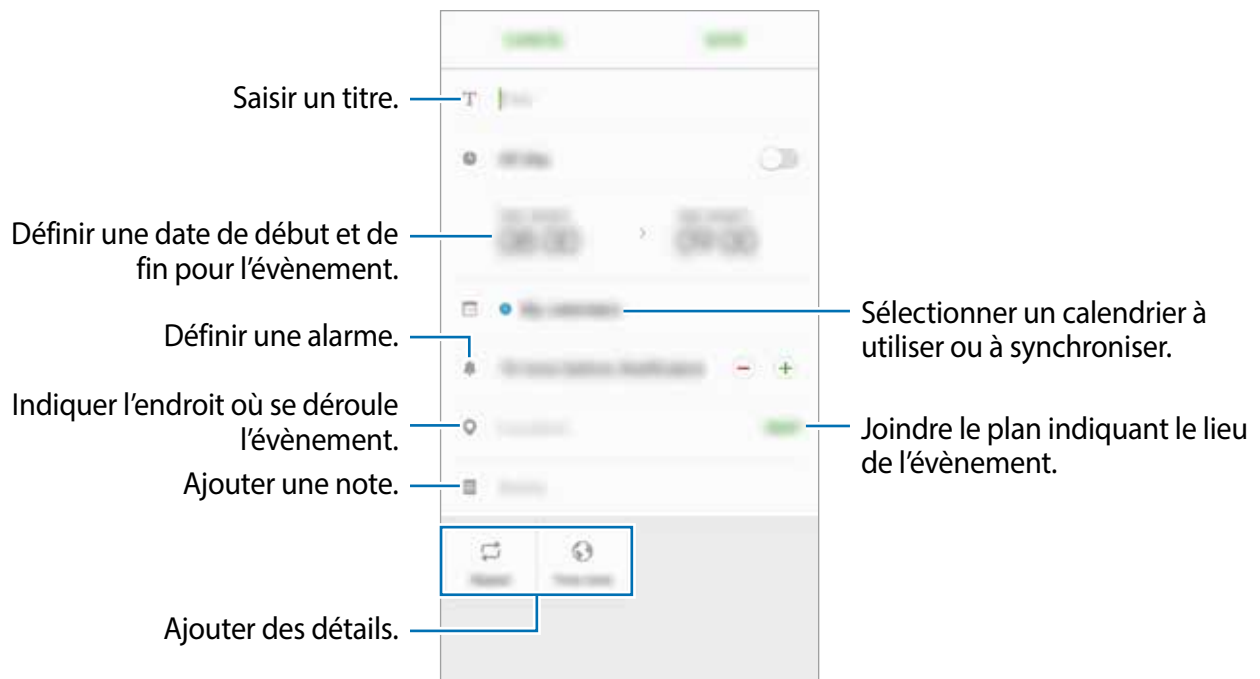 Saisir un titre.
Définir une date de début et de
fin pour l'évènement.
Sélectionner un calendrier à
utiliser ou à synchroniser.
Définir une alarme.
Indiquer l'endroit où se déroule
l'évènement.
Joindre le plan indiquant le lieu
de l'évènement.
Ajouter une note.
Ajouter des détails.